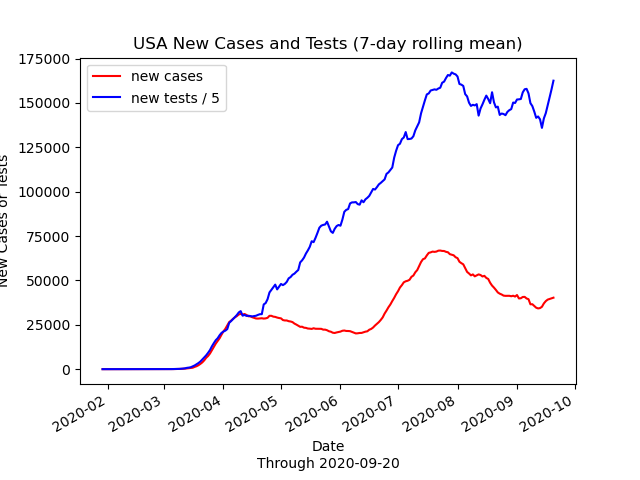 USA New Cases and Tests (7-day rolling mean)
175000
150000
125000
100000
75000
50000
25000
0
New Cases or Tests
new cases
new tests / 5
2020-02
2020-03
2020-04
2020-05
2020-06
2020-07
2020-08
2020-09
2020-10
Date
Through 2020-09-20